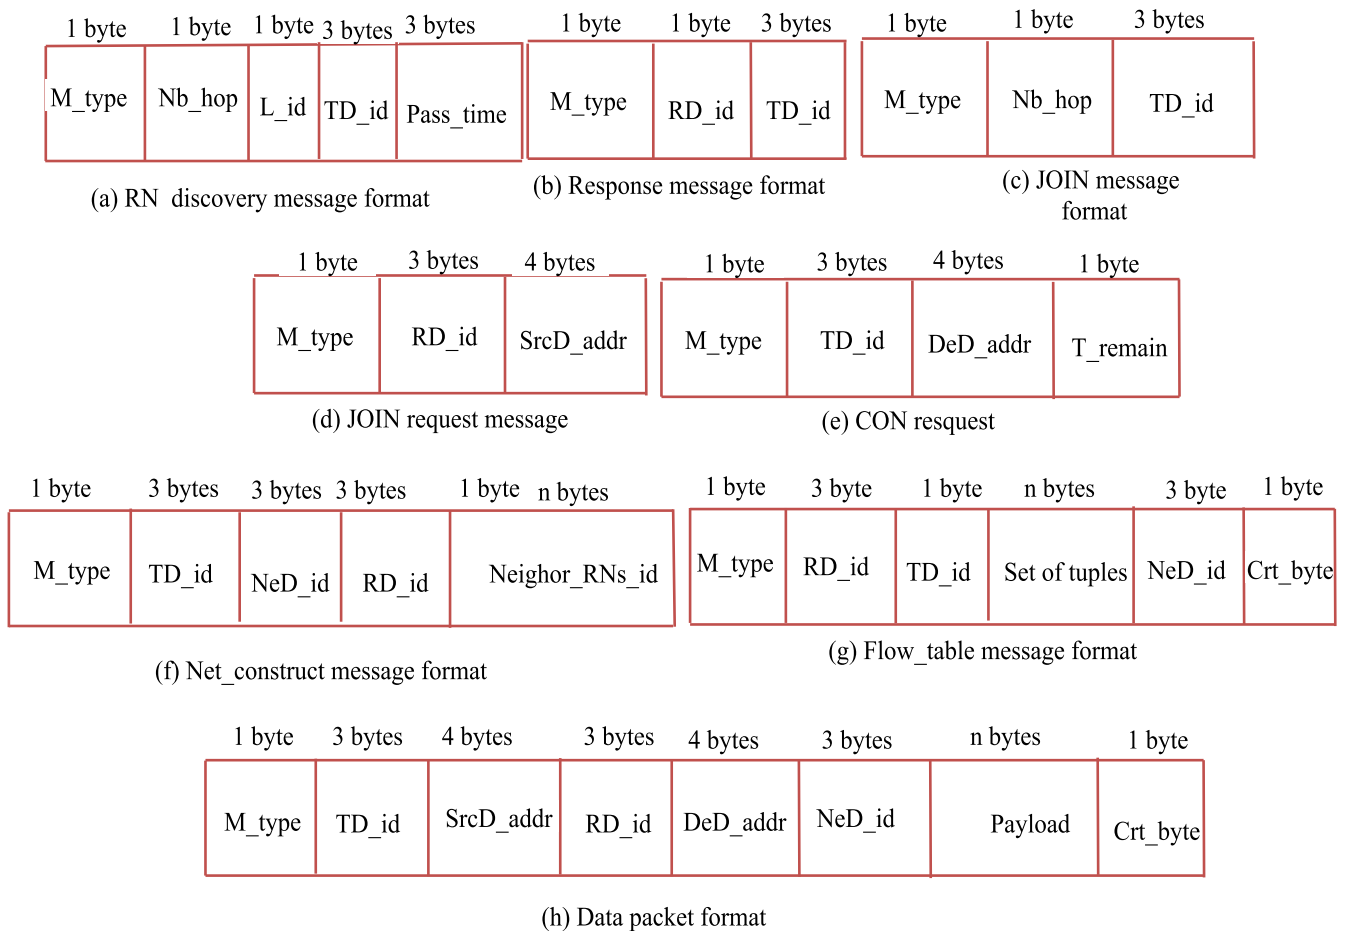 1 byte 1 byte 1 byte 3 bytes 3 bytes
M_type Nb_hop L_id TD_id Pass_time
(a) RN discovery message format
1 byte 1 byte 3 bytes
M_type RD_id TD_id
(b) Response message format
1 byte 1 byte 3 bytes
M_type Nb_hop TD_id
(c) JOIN message
format
1 byte 3 bytes 4 bytes
M_type RD_id SrcD_addr
(d) JOIN request message
1 byte 3 bytes 4 bytes 1 byte
M_type TD_id DeD_addr T_remain
(e) CON resquest
1 byte 3 bytes 3 bytes 3 bytes 1 byte n bytes
M_type TD_id NeD_id RD_id Neighor_RNs_id
(f) Net_construct message format
1 byte 3 byte 1 byte n bytes 3 byte 1 byte
M_type RD_id TD_id Set of tuples NeD_id Crt_byte
(g) Flow_table message format
1 byte 3 bytes 4 bytes 3 bytes 4 bytes 3 bytes n bytes 1 byte
M_type TD_id SrcD_addr RD_id DeD_addr NeD_id Payload Crt_byte
(h) Data packet format